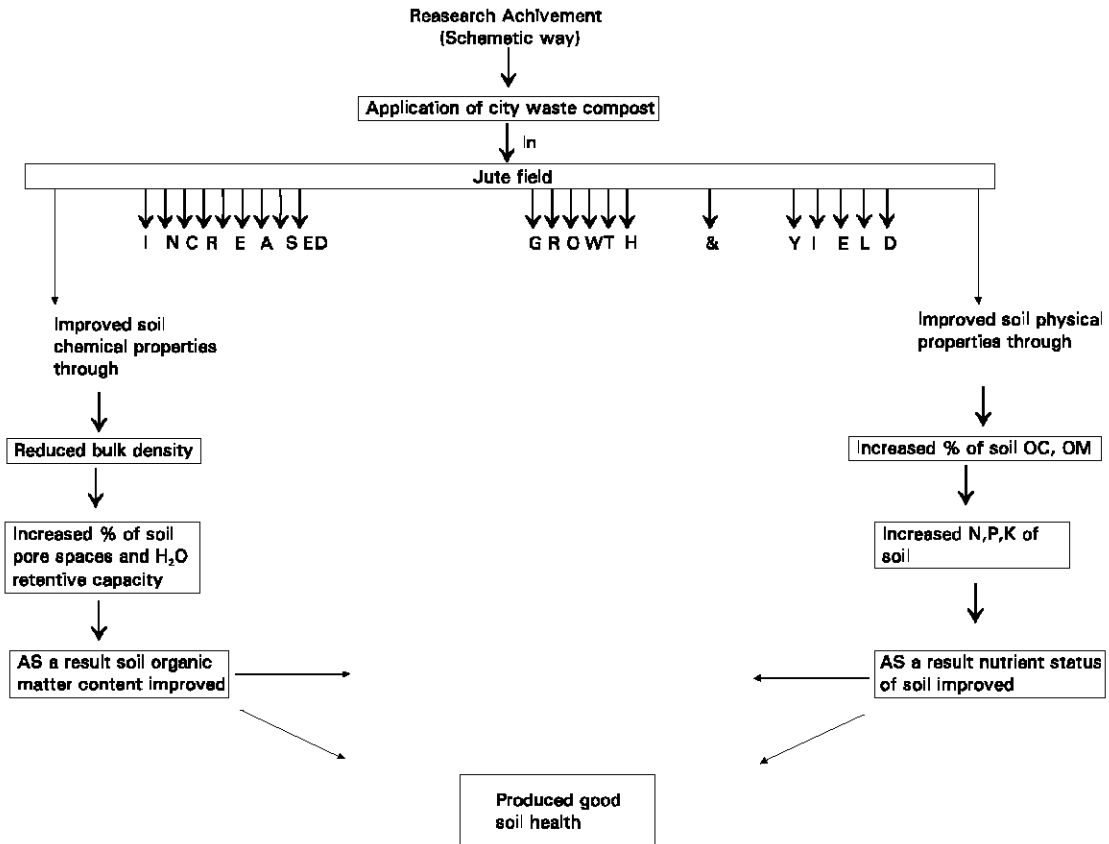 Reasearch Achivement
(Schematic way)
Application of city waste compost
In
Jute field
I N C R E A S ED G R O W T H & Y I E L D
Improved soil
chemical properties
through
Improved soil physical
properties through
Reduced bulk density
Increased % of soil OC, OM
Increased % of soil
pore spaces and H₂O
retentive capacity
Increased N,P,K of
soil
AS a result soil organic
matter content improved
AS a result nutrient status
of soil improved
Produced good
soil health